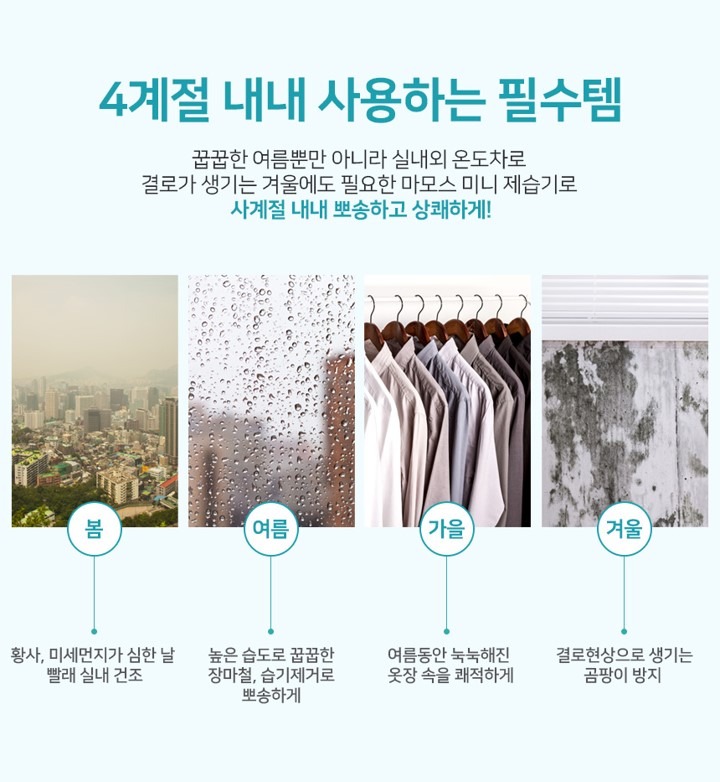 4계절 내내 사용하는 필수템
꿉꿉한 여름뿐만 아니라 실내외 온도차로
결로가 생기는 겨울에도 필요한 마모스 미니 제습기로
사계절 내내 뽀송하고 상쾌하게!
봄
여름
가을
겨울
황사, 미세먼지가 심한 날
빨래 실내 건조
높은 습도로 꿉꿉한
장마철, 습기제거로
뽀송하게
여름동안 눅눅해진
옷장 속을 쾌적하게
결로현상으로 생기는
곰팡이 방지